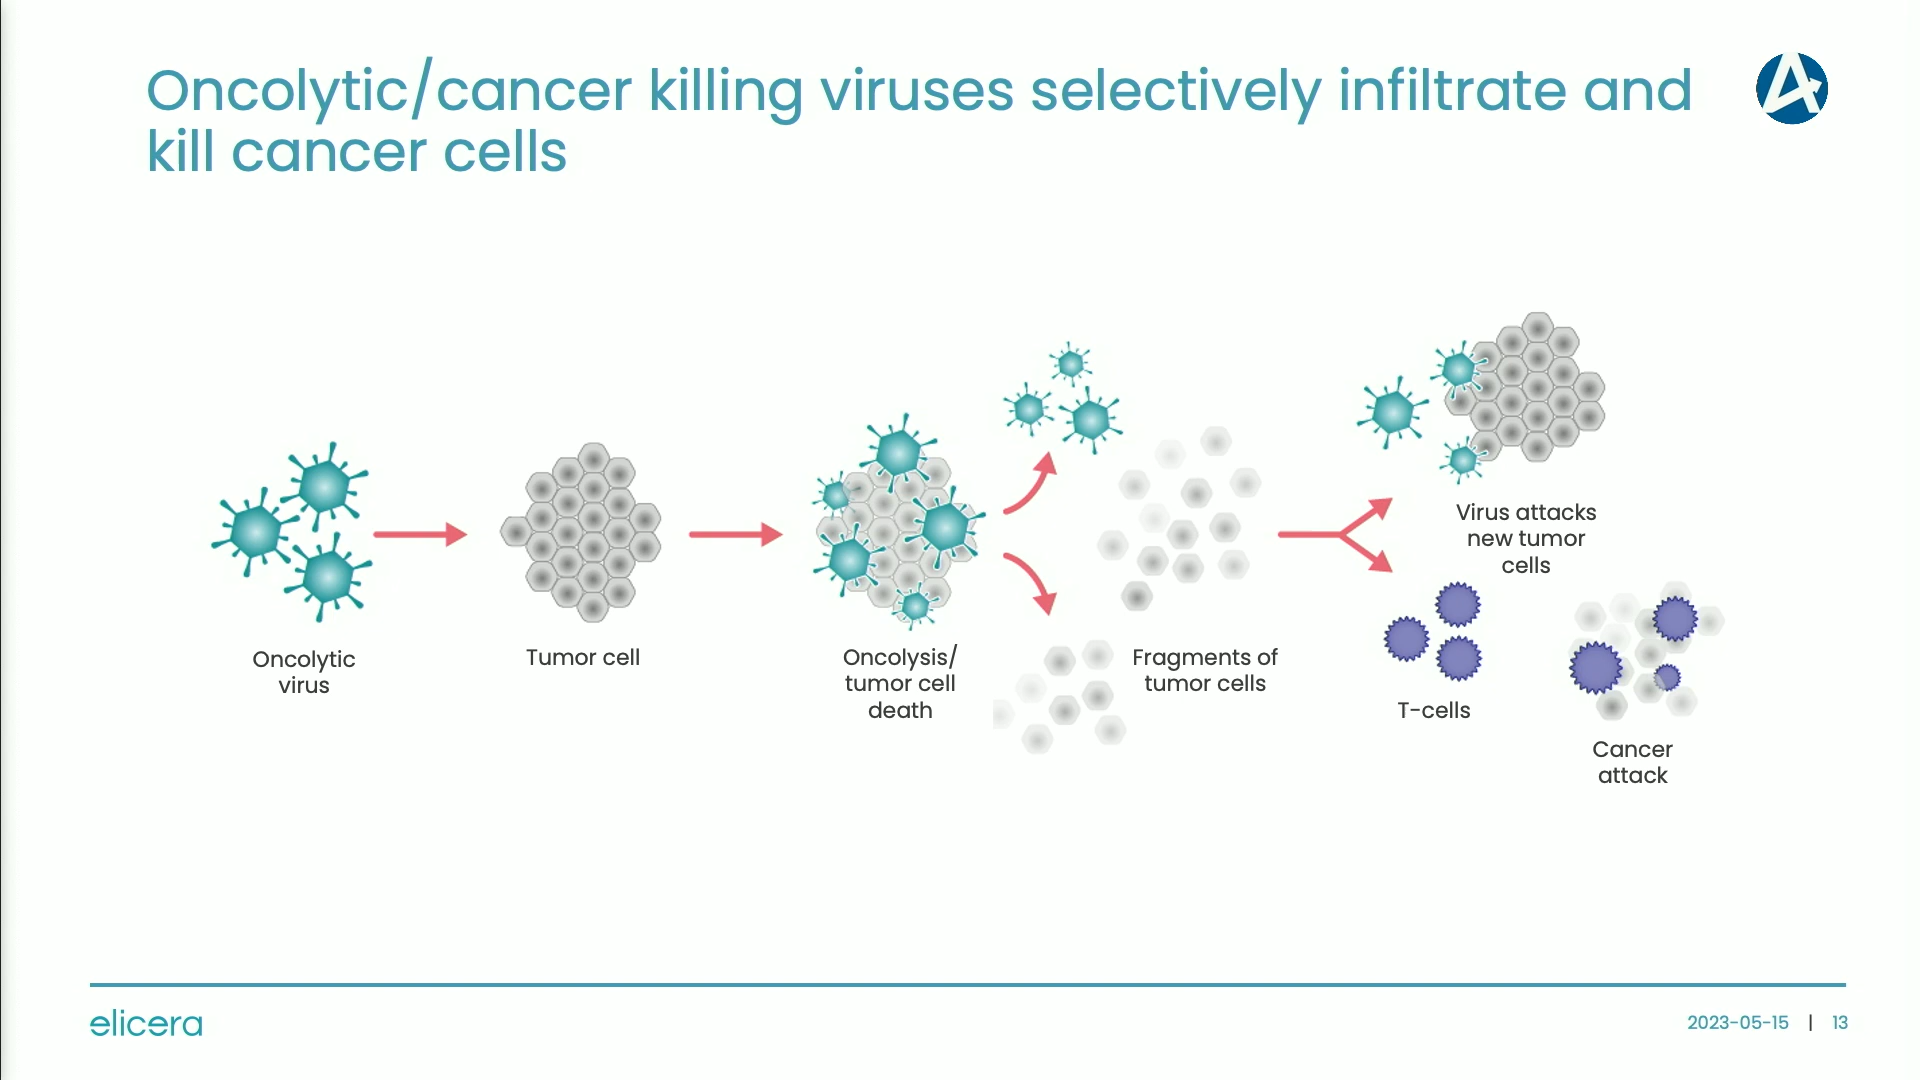 Oncolytic/cancer killing viruses selectively infiltrate and
kill cancer cells
Oncolytic
virus
Tumor cell
Oncolysis/
tumor cell
death
Fragments of
tumor cells
Virus attacks
new tumor
cells
T-cells
Cancer
attack
elicera
2023-05-15 | 13